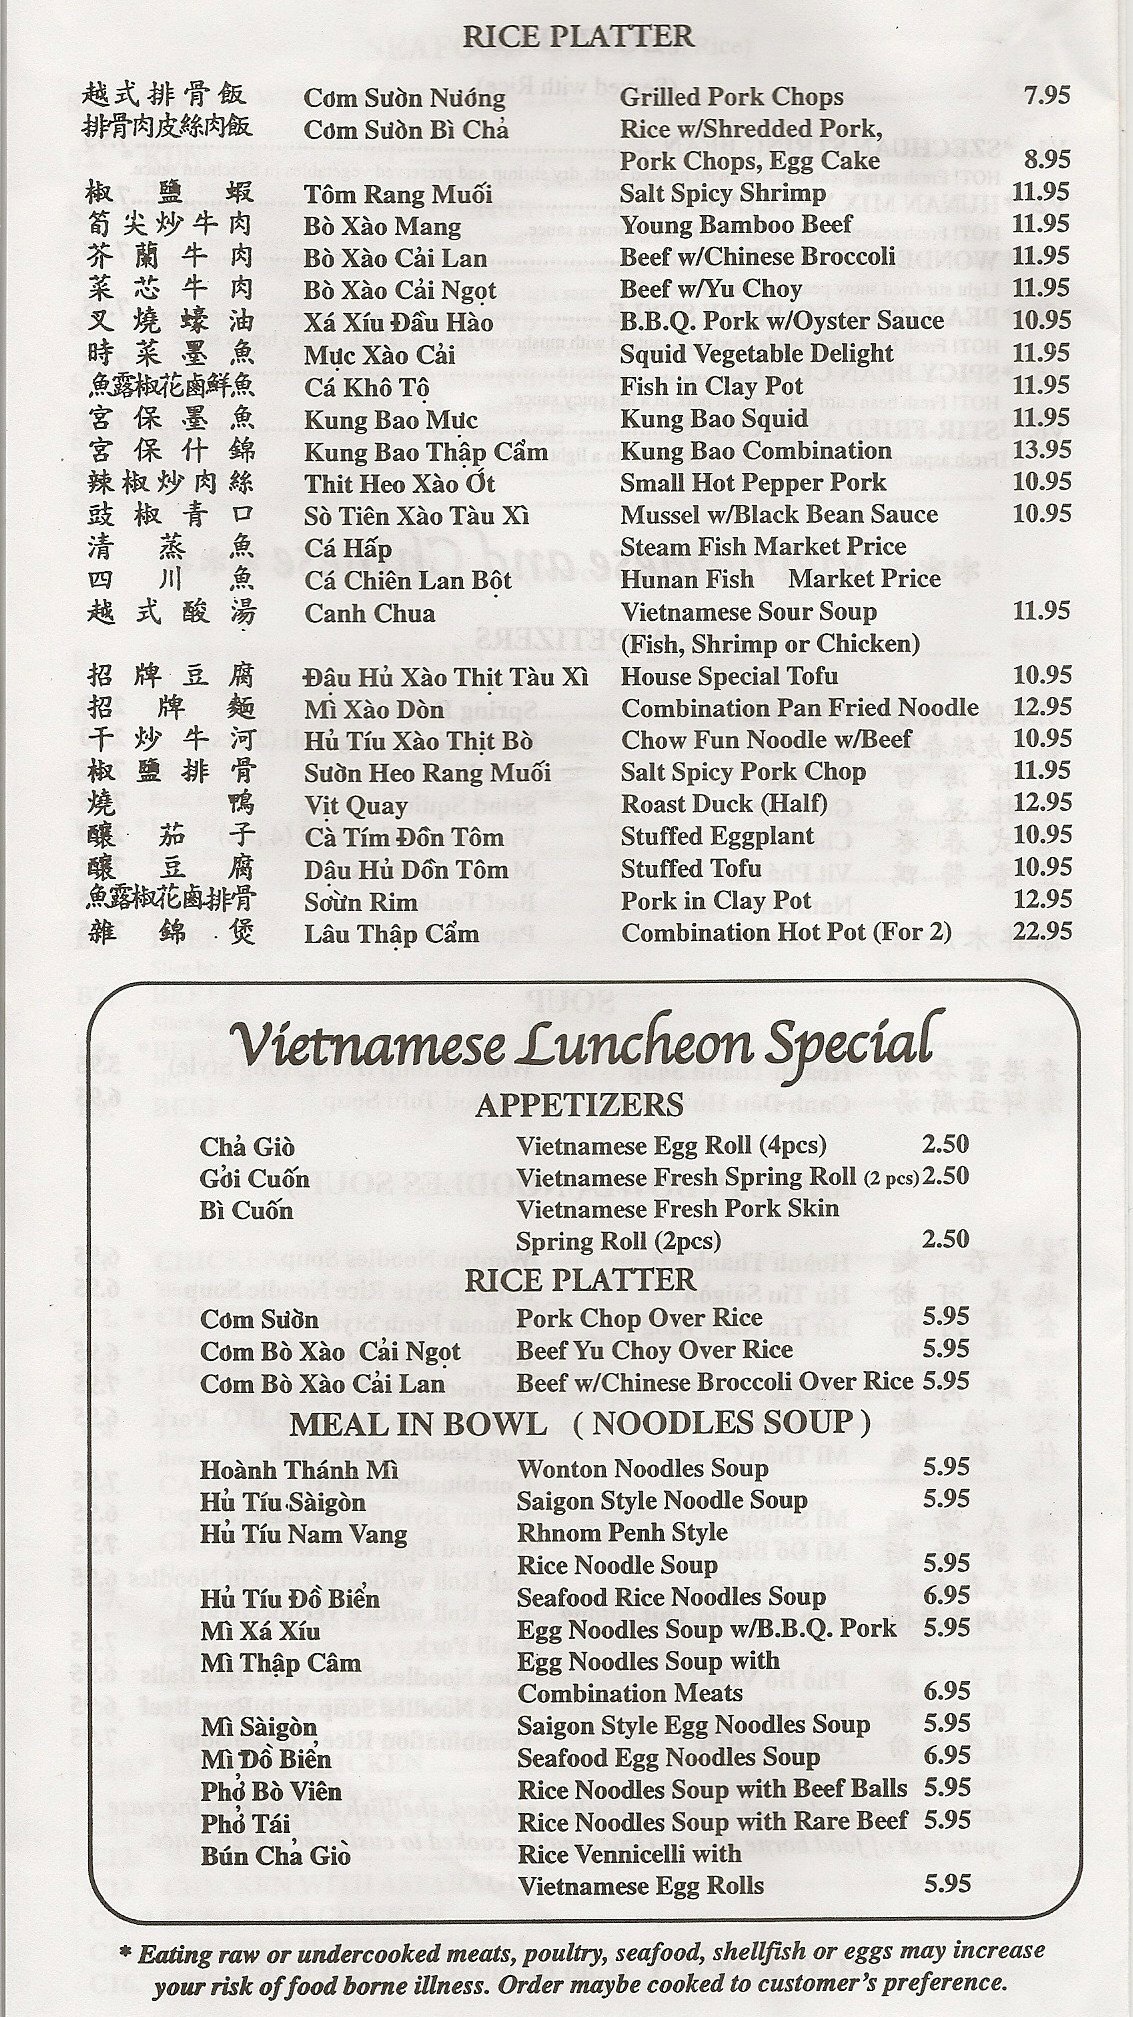 RICE PLATTER
越式排骨飯 Cơm Sườn Nướng Grilled Pork Chops 7.95
排骨肉皮絲肉飯 Cơm Sườn Bì Chả Rice w/Shredded Pork,
Pork Chops, Egg Cake 8.95
椒鹽蝦 Tôm Rang Muối Salt Spicy Shrimp 11.95
筍尖炒牛肉 Bò Xào Mang Young Bamboo Beef 11.95
芥蘭牛肉 Bò Xào Cải Lan Beef w/Chinese Broccoli 11.95
菜芯牛肉 Bò Xào Cải Ngọt Beef w/Yu Choy 11.95
叉燒蠔油 Xá Xíu Đầu Hào B.B.Q. Pork w/Oyster Sauce 10.95
時菜墨魚 Mực Xào Cải Squid Vegetable Delight 11.95
魚露椒花鹵鮮魚 Cá Khô Tộ Fish in Clay Pot 11.95
宮保墨魚 Kung Bao Mực Kung Bao Squid 11.95
宮保什錦 Kung Bao Thập Cẩm Kung Bao Combination 13.95
辣椒炒肉絲 Thit Heo Xào Ớt Small Hot Pepper Pork 10.95
豉椒青口 Sò Tiên Xào Tàu Xì Mussel w/Black Bean Sauce 10.95
清蒸魚 Cá Hấp Steam Fish Market Price
四川魚 Cá Chiên Lan Bột Hunan Fish Market Price
越式酸湯 Canh Chua Vietnamese Sour Soup 11.95
(Fish, Shrimp or Chicken)
招牌豆腐 Đậu Hủ Xào Thịt Tàu Xì House Special Tofu 10.95
招牌麵 Mì Xào Dòn Combination Pan Fried Noodle 12.95
干炒牛河 Hủ Tíu Xào Thịt Bò Chow Fun Noodle w/Beef 10.95
椒鹽排骨 Sườn Heo Rang Muối Salt Spicy Pork Chop 11.95
燒鴨 Vịt Quay Roast Duck (Half) 12.95
釀茄子 Cà Tím Đồn Tôm Stuffed Eggplant 10.95
釀豆腐 Dậu Hủ Dồn Tôm Stuffed Tofu 10.95
魚露椒花鹵排骨 Sơừn Rim Pork in Clay Pot 12.95
雜錦煲 Lâu Thập Cẩm Combination Hot Pot (For 2) 22.95
Vietnamese Luncheon Special
APPETIZERS
Chả Giò Vietnamese Egg Roll (4pcs) 2.50
Gởi Cuốn Vietnamese Fresh Spring Roll (2 pcs) 2.50
Bì Cuốn Vietnamese Fresh Pork Skin
Spring Roll (2pcs) 2.50
RICE PLATTER
Cơm Sườn Pork Chop Over Rice 5.95
Cơm Bò Xào Cải Ngọt Beef Yu Choy Over Rice 5.95
Cơm Bò Xào Cải Lan Beef w/Chinese Broccoli Over Rice 5.95
MEAL IN BOWL ( NOODLES SOUP )
Hoành Thánh Mì Wonton Noodles Soup 5.95
Hủ Tíu Sàigòn Saigon Style Noodle Soup 5.95
Hủ Tíu Nam Vang Rhnom Penh Style
Rice Noodle Soup 5.95
Hủ Tíu Đồ Biển Seafood Rice Noodles Soup 6.95
Mì Xá Xíu Egg Noodles Soup w/B.B.Q. Pork 5.95
Mì Thập Câm Egg Noodles Soup with
Combination Meats 6.95
Mì Sàigòn Saigon Style Egg Noodles Soup 5.95
Mì Đồ Biển Seafood Egg Noodles Soup 6.95
Phở Bò Viên Rice Noodles Soup with Beef Balls 5.95
Phở Tái Rice Noodles Soup with Rare Beef 5.95
Bún Chả Giò Rice Vennicelli with
Vietnamese Egg Rolls 5.95
* Eating raw or undercooked meats, poultry, seafood, shellfish or eggs may increase
your risk of food borne illness. Order maybe cooked to customer's preference.